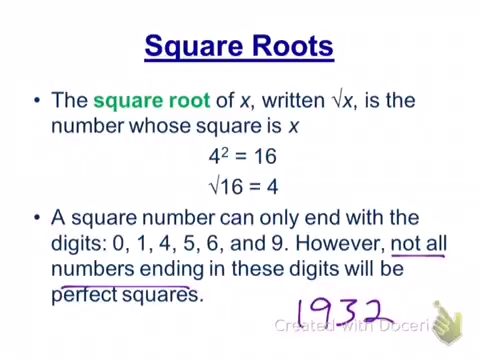 Square Roots
• The square root of x, written √x, is the
number whose square is x
4² = 16
√16 = 4
• A square number can only end with the
digits: 0, 1, 4, 5, 6, and 9. However, not all
numbers ending in these digits will be
perfect squares.
1932
Created with Doceri